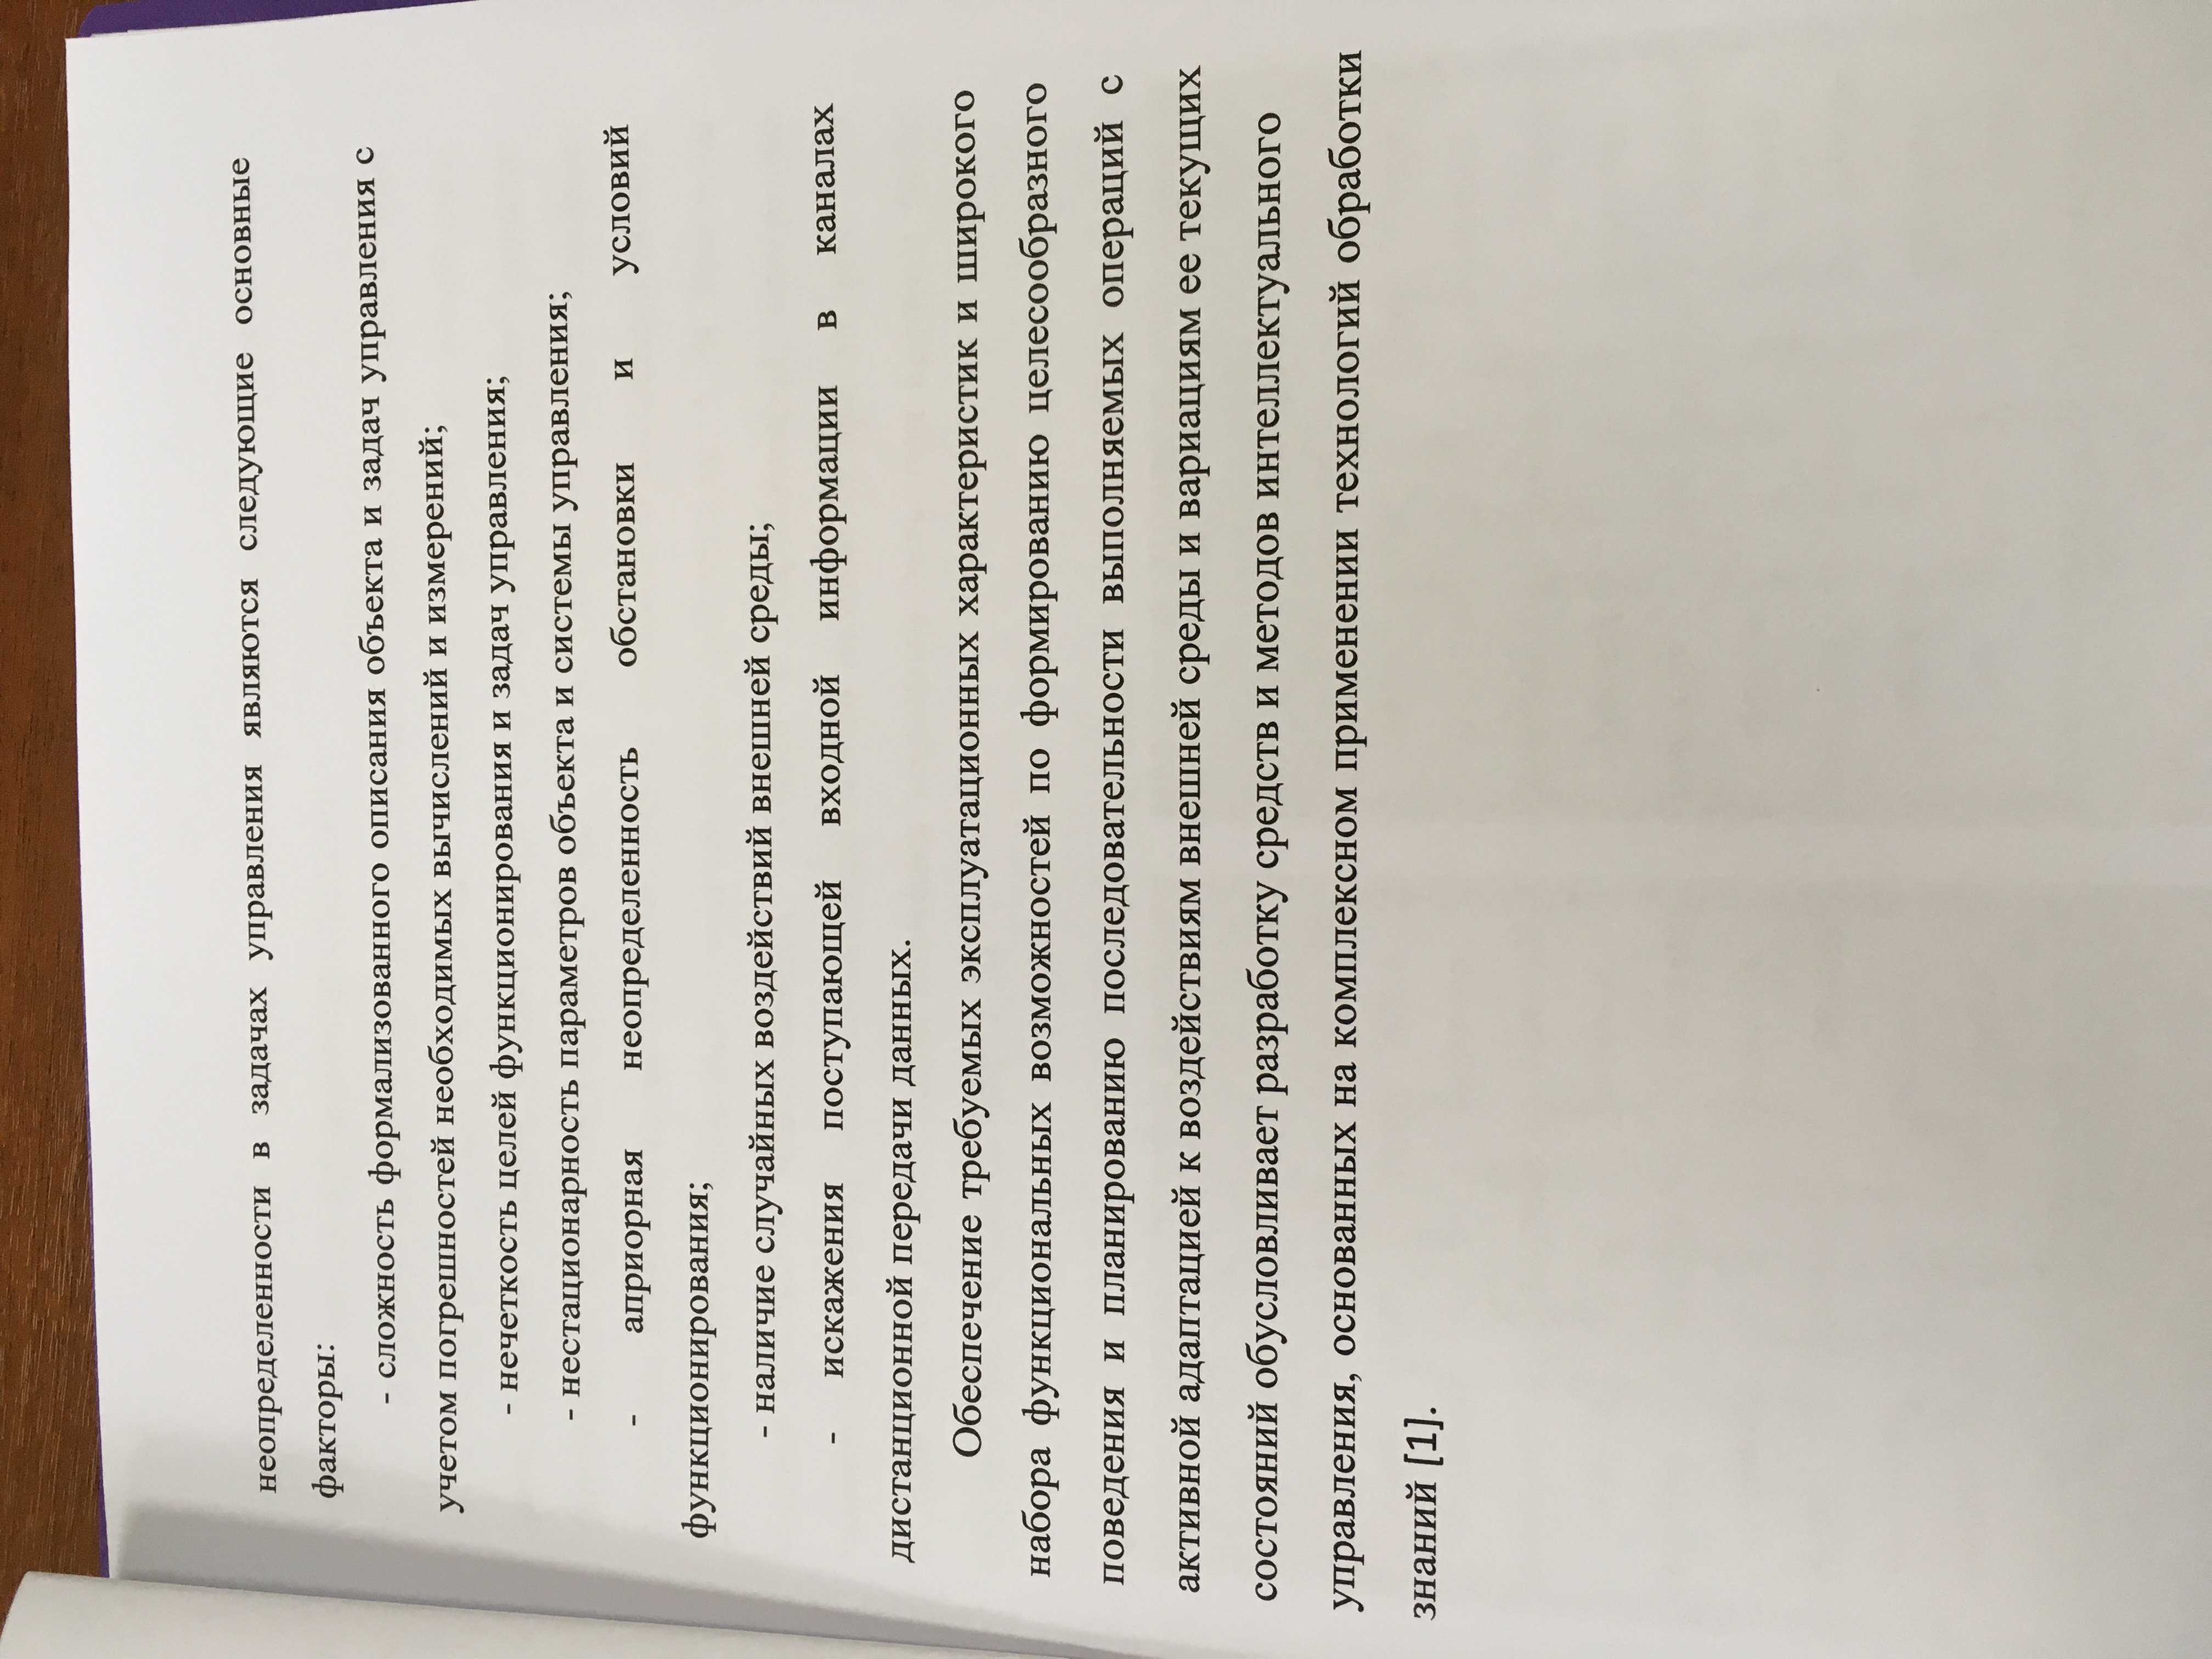 неопределенности в задачах управления являются следующие основные
факторы:
- сложность формализованного описания объекта и задач управления с
учетом погрешностей необходимых вычислений и измерений;
- нечеткость целей функционирования и задач управления;
- нестационарность параметров объекта и системы управления;
- априорная неопределенность обстановки и условий
функционирования;
- наличие случайных воздействий внешней среды;
- искажения поступающей входной информации в каналах
дистанционной передачи данных.
Обеспечение требуемых эксплуатационных характеристик и широкого
набора функциональных возможностей по формированию целесообразного
поведения и планированию последовательности выполняемых операций с
активной адаптацией к воздействиям внешней среды и вариациям ее текущих
состояний обусловливает разработку средств и методов интеллектуального
управления, основанных на комплексном применении технологий обработки
знаний [1].